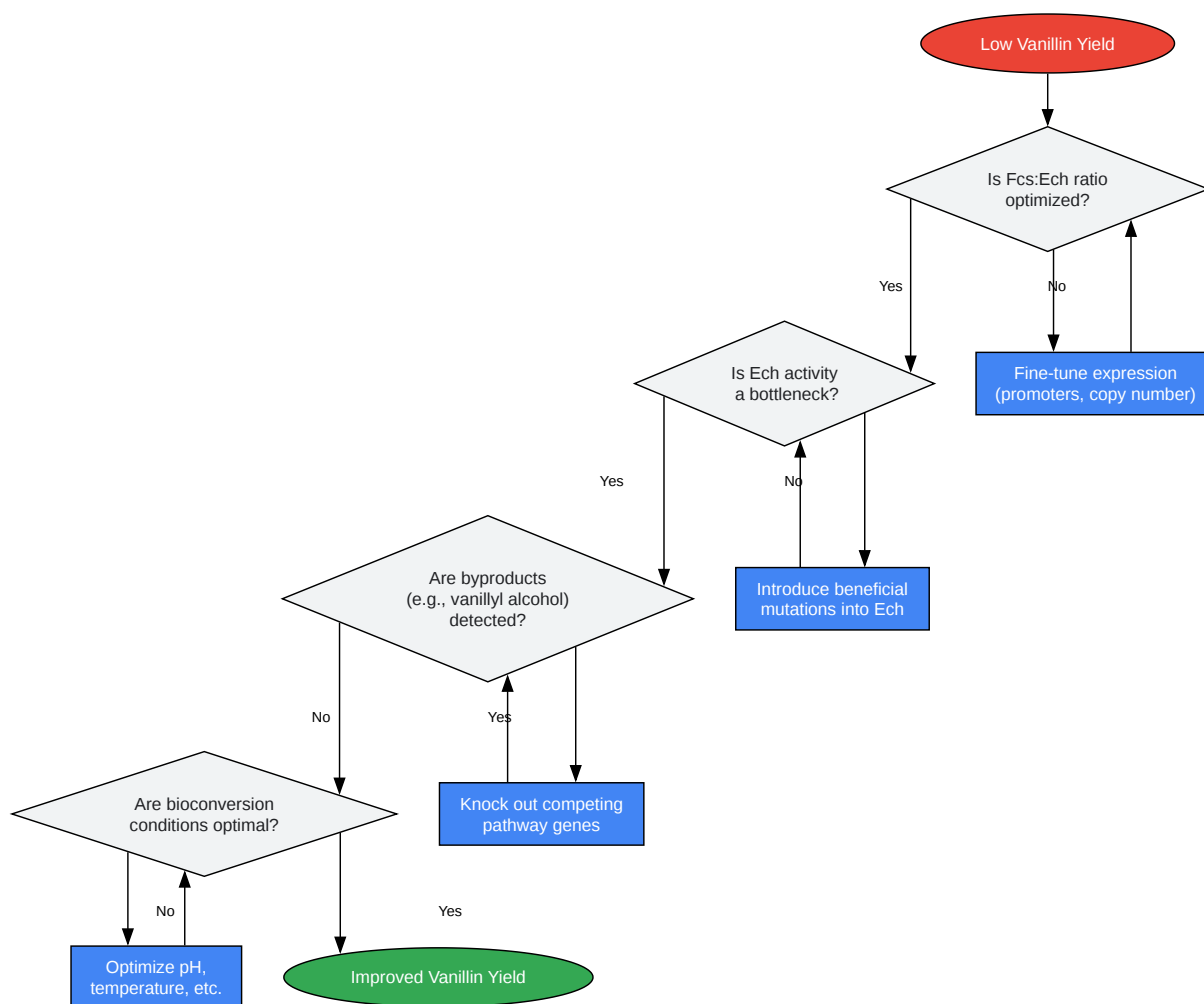 Low Vanillin Yield
Is Fcs:Ech ratio
optimized?
Yes
No
Fine-tune expression
(promoters, copy number)
Is Ech activity
a bottleneck?
Yes
No
Introduce beneficial
mutations into Ech
Are byproducts
(e.g., vanillyl alcohol)
detected?
No
Yes
Knock out competing
pathway genes
Are bioconversion
conditions optimal?
No
Yes
Optimize pH,
temperature, etc.
Improved Vanillin Yield